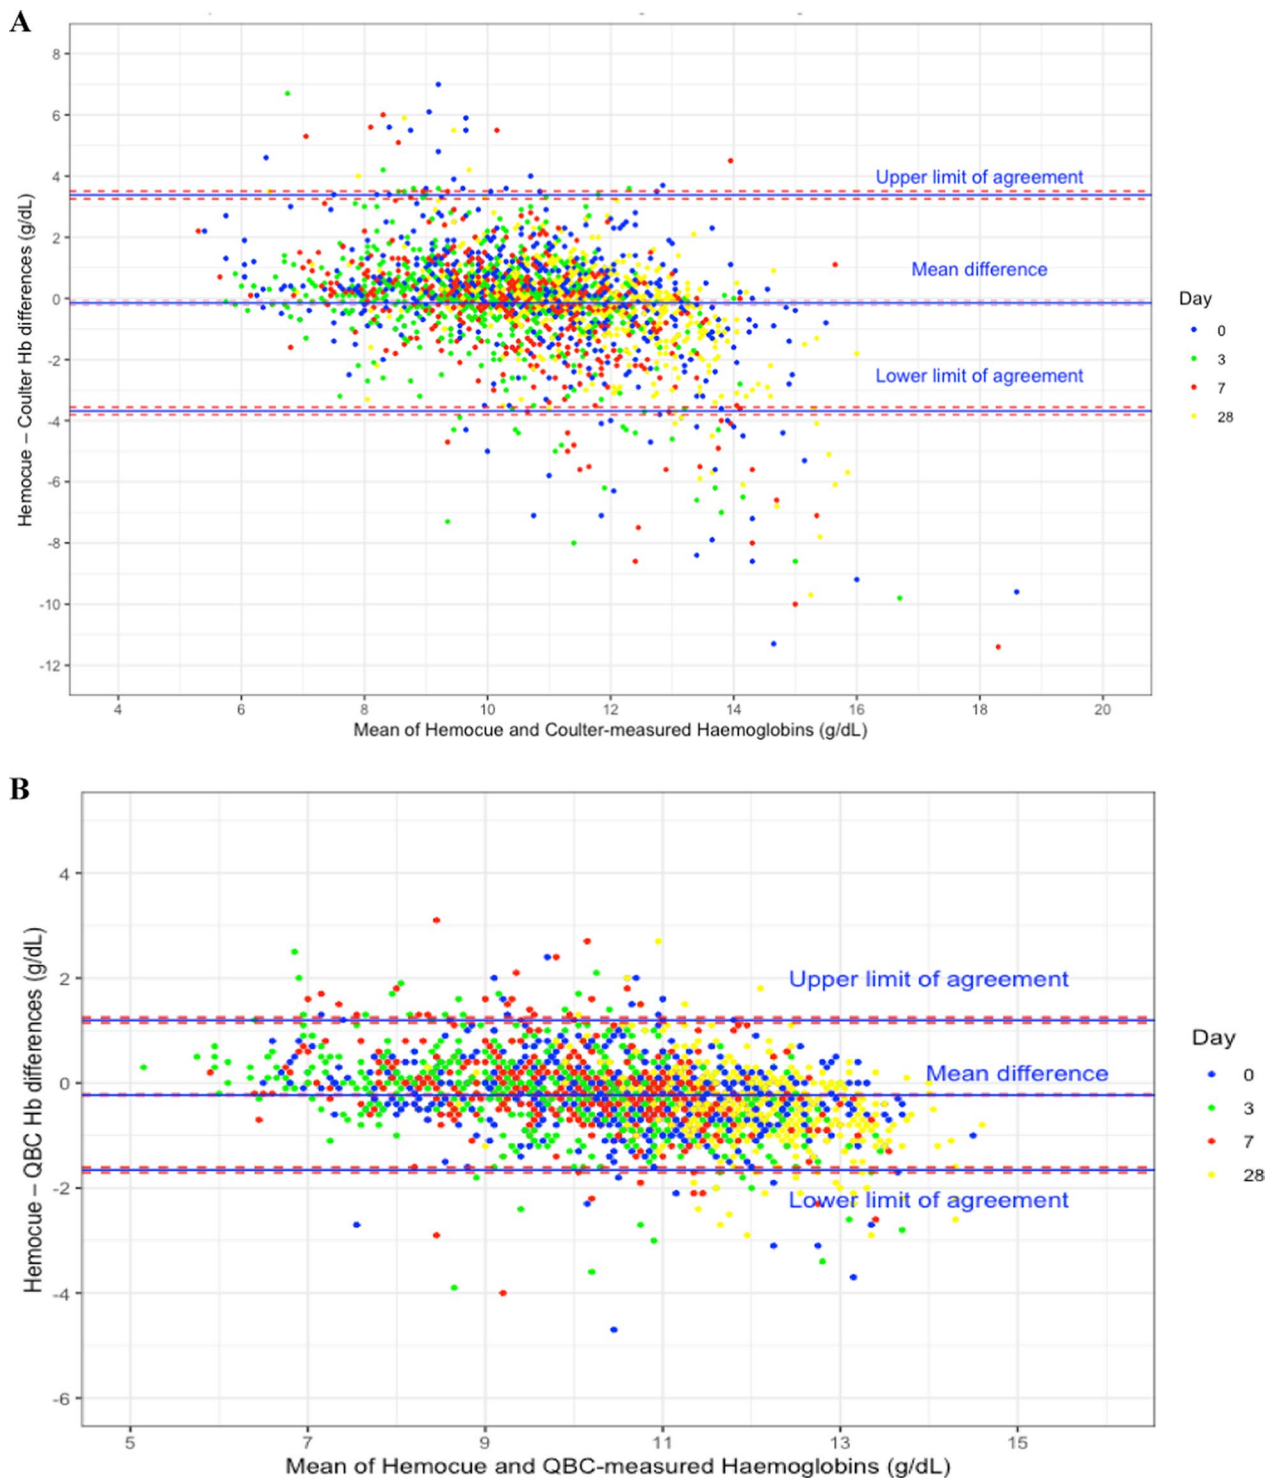 A
8
6
4
2
0
-2
-4
-6
-8
-10
-12
Hemocue – Coulter Hb differences (g/dL)
Upper limit of agreement
Mean difference
Lower limit of agreement
4 6 8 10 12 14 16 18 20
Mean of Hemocue and Coulter-measured Haemoglobins (g/dL)
Day
0
3
7
28
B
4
2
0
-2
-4
-6
Hemocue – QBC Hb differences (g/dL)
Upper limit of agreement
Mean difference
Lower limit of agreement
5 7 9 11 13 15
Mean of Hemocue and QBC-measured Haemoglobins (g/dL)
Day
0
3
7
28